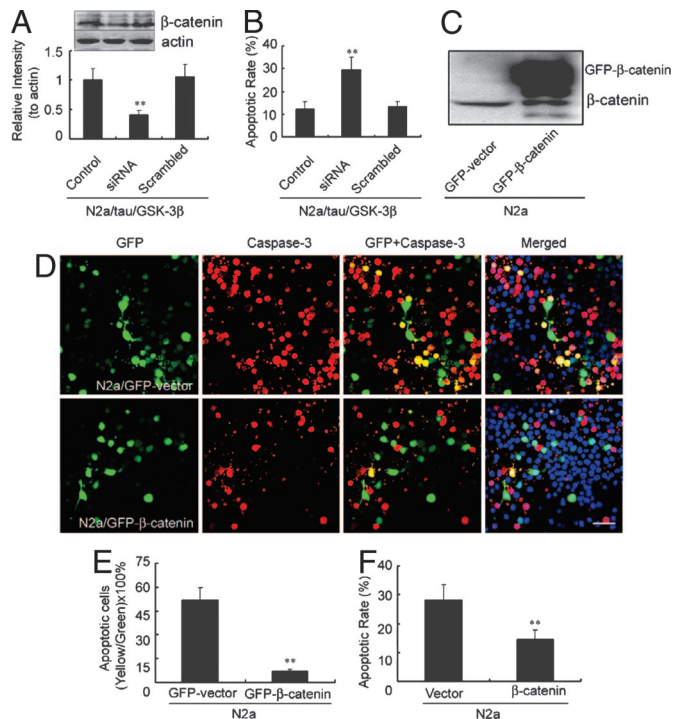 A
β-catenin
actin
Relative Intensity
(to actin)
1.5
1
0.5
0
Control
siRNA
Scrambled
N2a/tau/GSK-3β
B
Apoptotic Rate (%)
40
30
20
10
0
**
**
Control
siRNA
Scrambled
N2a/tau/GSK-3β
C
GFP-β-catenin
β-catenin
GFP-vector
GFP-β-catenin
N2a
D
GFP
Caspase-3
GFP+Caspase-3
Merged
N2a/GFP-vector
N2a/GFP-β-catenin
E
Apoptotic cells
(Yellow/Green)x100%
60
45
30
15
0
**
GFP-vector
GFP-β-catenin
N2a
F
Apoptotic Rate (%)
40
30
20
10
0
**
Vector
β-catenin
N2a